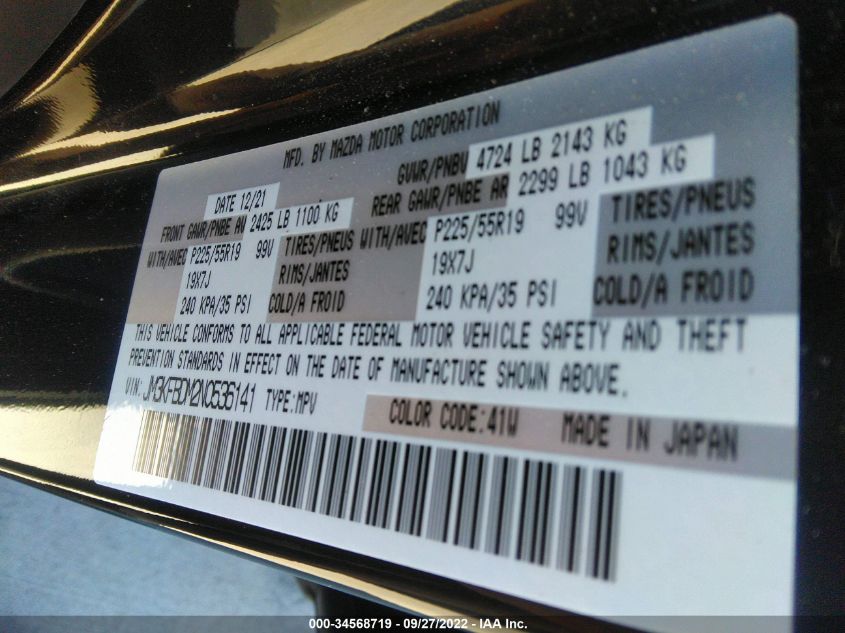 MFD. BY MAZDA MOTOR CORPORATION
DATE 12/21 GVWR/PNBV 4724 LB 2143 KG
FRONT GAWR/PNBE AV 2425 LB 1100 KG REAR GAWR/PNBE AR 2299 LB 1043 KG
WITH/AVEC P225/55R19 99V TIRES/PNEUS WITH/AVEC P225/55R19 99V TIRES/PNEUS
19X7J RIMS/JANTES 19X7J RIMS/JANTES
240 KPA/35 PSI COLD/A FROID 240 KPA/35 PSI COLD/A FROID
THIS VEHICLE CONFORMS TO ALL APPLICABLE FEDERAL MOTOR VEHICLE SAFETY AND THEFT
PREVENTION STANDARDS IN EFFECT ON THE DATE OF MANUFACTURE SHOWN ABOVE.
VIN: JM3KFBDM2N0536141 TYPE:MPV
COLOR CODE:41W MADE IN JAPAN
000-34568719 — 09/27/2022 — IAA Inc.